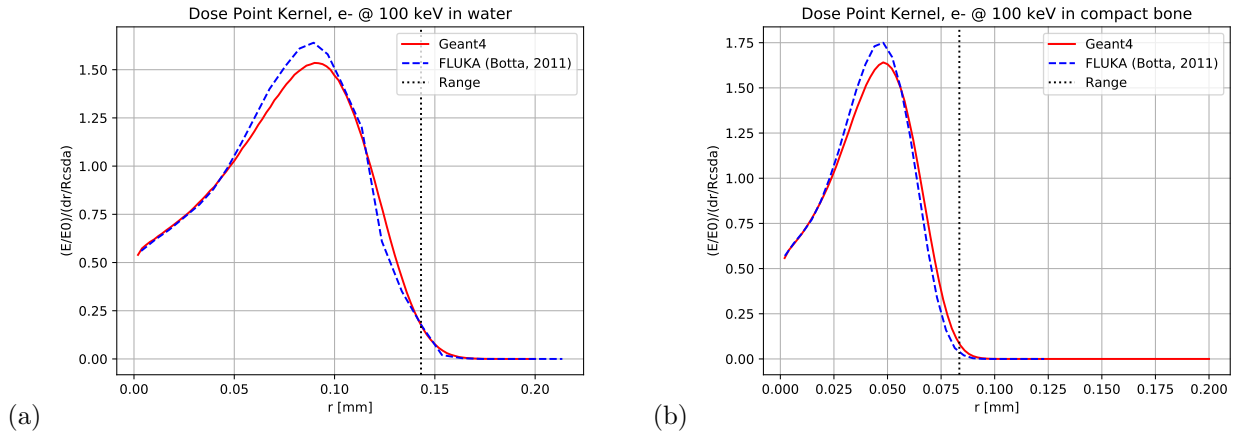 Dose Point Kernel, e- @ 100 keV in water
Geant4
FLUKA (Botta, 2011)
Range
(E/E0)/(dr/Rcsda)
1.50
1.25
1.00
0.75
0.50
0.25
0.00
0.00 0.05 0.10 0.15 0.20
r [mm]
(a)
Dose Point Kernel, e- @ 100 keV in compact bone
Geant4
FLUKA (Botta, 2011)
Range
(E/E0)/(dr/Rcsda)
1.75
1.50
1.25
1.00
0.75
0.50
0.25
0.00
0.000 0.025 0.050 0.075 0.100 0.125 0.150 0.175 0.200
r [mm]
(b)